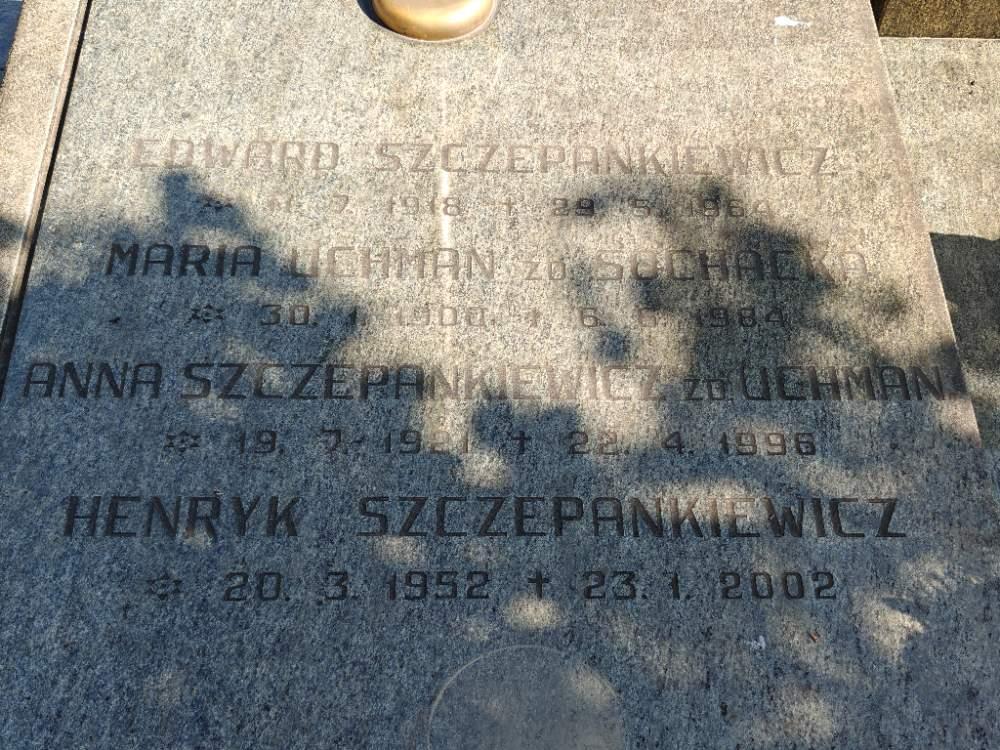 EDWARD SZCZEPANKIEWICZ
7. 1918 † 29. 5. 1964
MARIA UCHMAN ZD SOCHACKA
✡ 30. 1. 1900. † 6. 6. 1984
ANNA SZCZEPANKIEWICZ ZD. UCHMAN
✡ 19. 7. 1921 † 22. 4. 1996
HENRYK SZCZEPANKIEWICZ
✡ 20. 3. 1952 † 23. 1. 2002